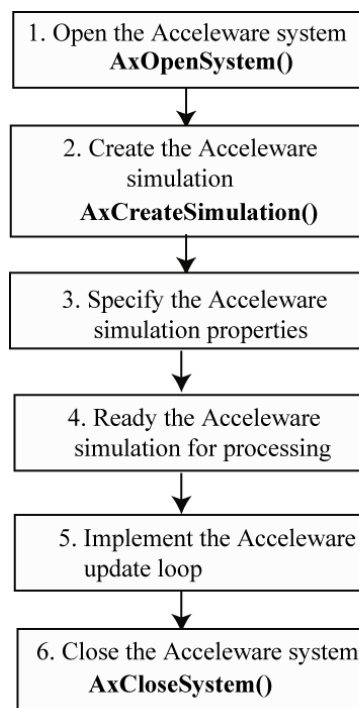 1. Open the Acceleware system
AxOpenSystem()
2. Create the Acceleware
simulation
AxCreateSimulation()
3. Specify the Acceleware
simulation properties
4. Ready the Acceleware
simulation for processing
5. Implement the Acceleware
update loop
6. Close the Acceleware system
AxCloseSystem()